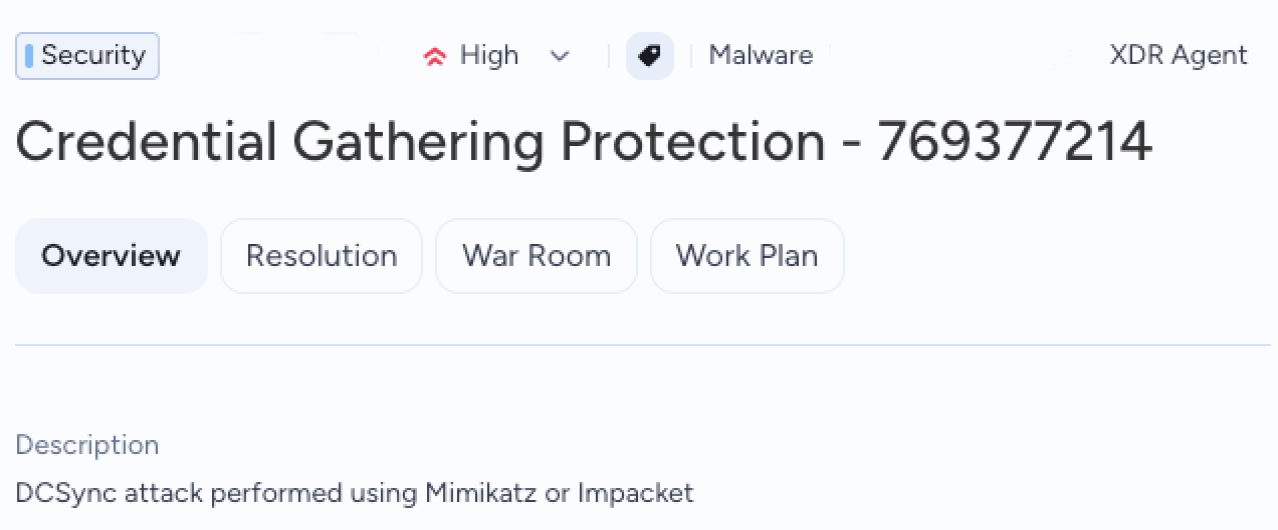 Security High Malware XDR Agent
Credential Gathering Protection - 769377214
Overview Resolution War Room Work Plan
Description
DCSync attack performed using Mimikatz or Impacket